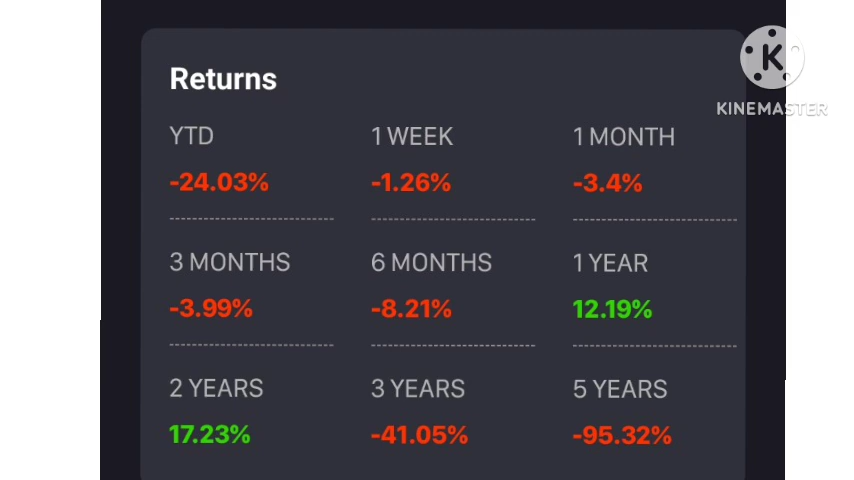 Returns
K
KINEMASTER
YTD 1 WEEK 1 MONTH
-24.03% -1.26% -3.4%
3 MONTHS 6 MONTHS 1 YEAR
-3.99% -8.21% 12.19%
2 YEARS 3 YEARS 5 YEARS
17.23% -41.05% -95.32%